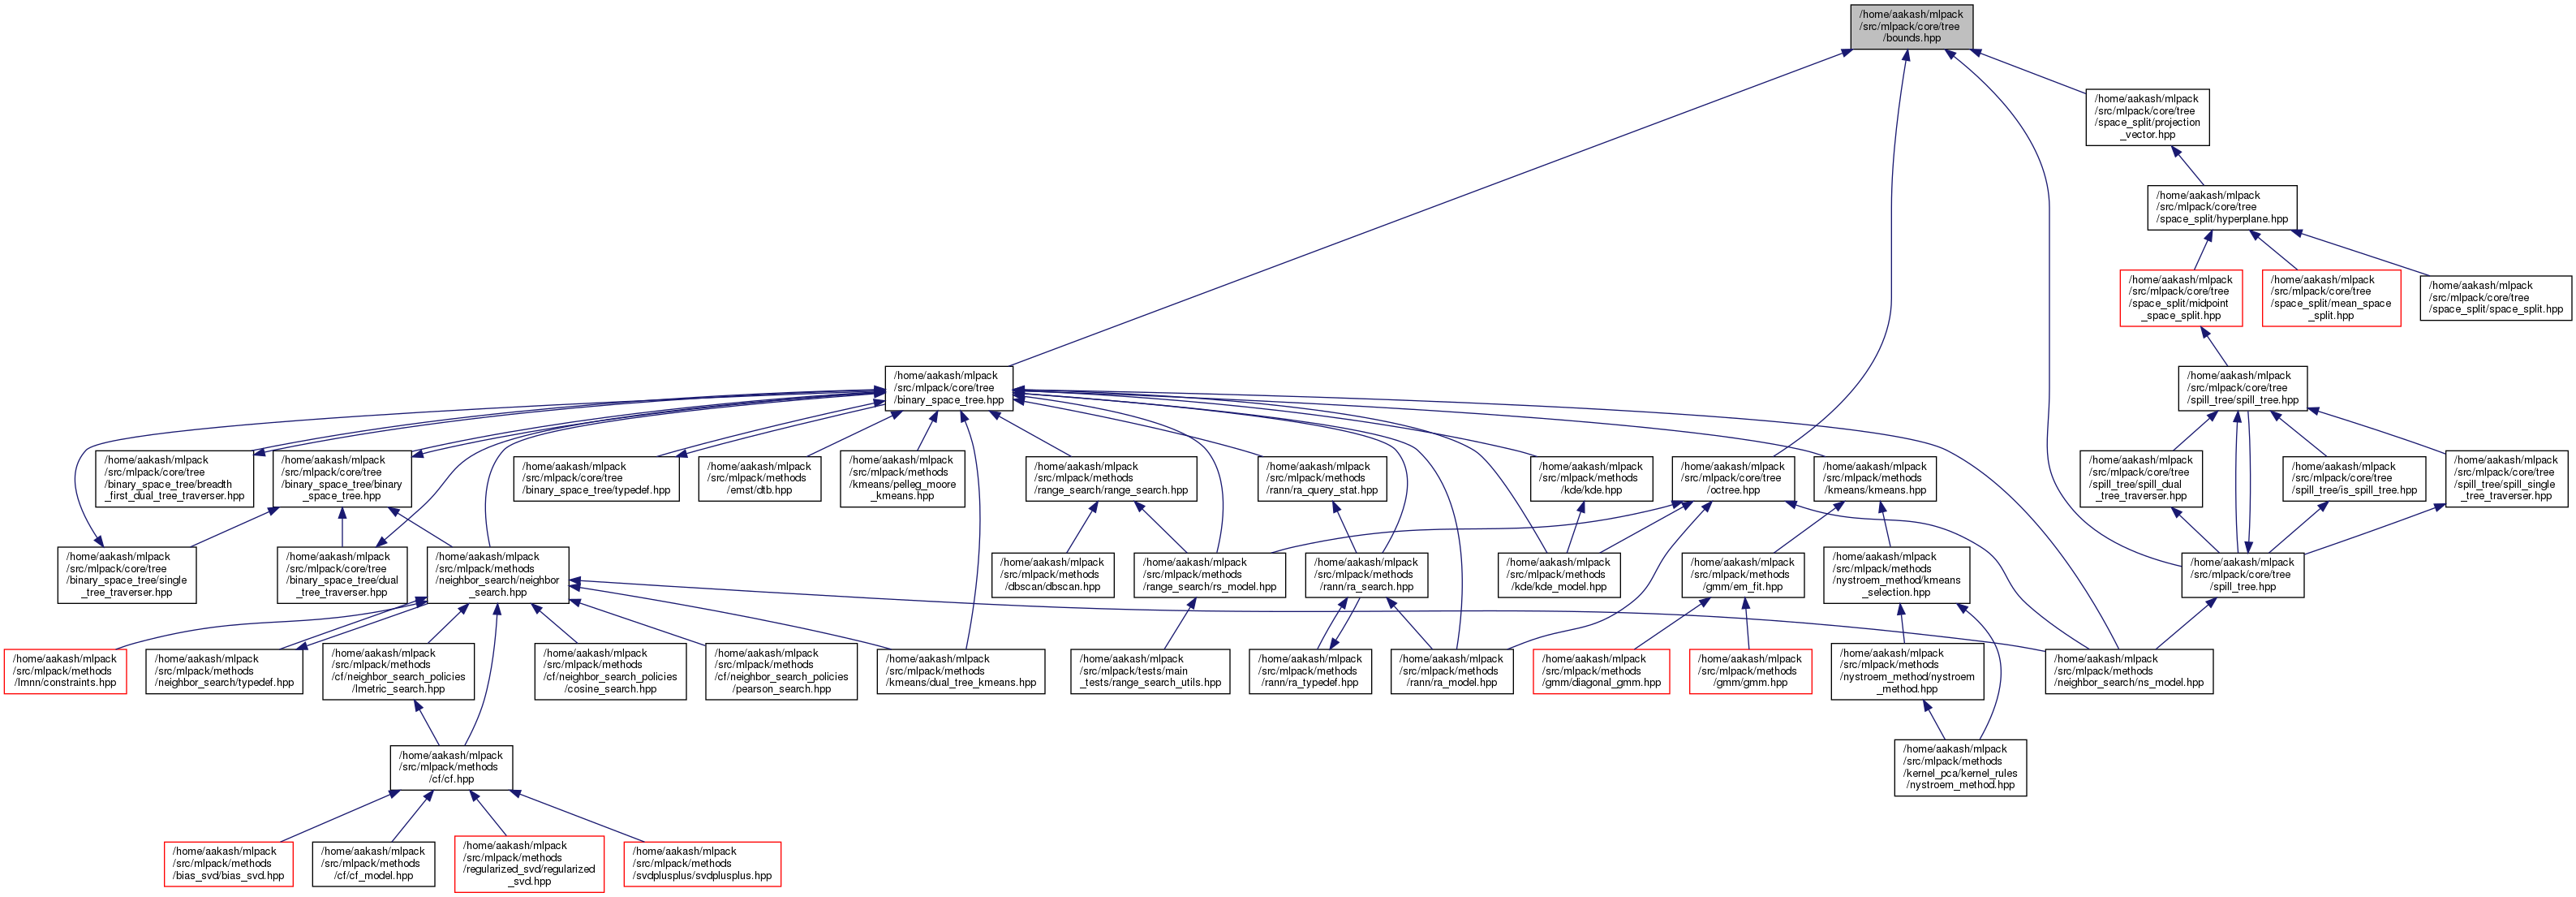 /home/aakash/mlpack
/src/mlpack/core/tree
/bounds.hpp
/home/aakash/mlpack
/src/mlpack/core/tree
/space_split/projection
_vector.hpp
/home/aakash/mlpack
/src/mlpack/core/tree
/space_split/hyperplane.hpp
/home/aakash/mlpack
/src/mlpack/core/tree
/space_split/midpoint
_space_split.hpp
/home/aakash/mlpack
/src/mlpack/core/tree
/space_split/mean_space
_split.hpp
/home/aakash/mlpack
/src/mlpack/core/tree
/space_split/space_split.hpp
/home/aakash/mlpack
/src/mlpack/core/tree
/binary_space_tree.hpp
/home/aakash/mlpack
/src/mlpack/core/tree
/spill_tree/spill_tree.hpp
/home/aakash/mlpack
/src/mlpack/core/tree
/binary_space_tree/breadth
_first_dual_tree_traverser.hpp
/home/aakash/mlpack
/src/mlpack/core/tree
/binary_space_tree/binary
_space_tree.hpp
/home/aakash/mlpack
/src/mlpack/core/tree
/binary_space_tree/typedef.hpp
/home/aakash/mlpack
/src/mlpack/methods
/emst/dtb.hpp
/home/aakash/mlpack
/src/mlpack/methods
/kmeans/pelleg_moore
_kmeans.hpp
/home/aakash/mlpack
/src/mlpack/methods
/range_search/range_search.hpp
/home/aakash/mlpack
/src/mlpack/methods
/rann/ra_query_stat.hpp
/home/aakash/mlpack
/src/mlpack/methods
/kde/kde.hpp
/home/aakash/mlpack
/src/mlpack/core/tree
/octree.hpp
/home/aakash/mlpack
/src/mlpack/methods
/kmeans/kmeans.hpp
/home/aakash/mlpack
/src/mlpack/core/tree
/spill_tree/spill_dual
_tree_traverser.hpp
/home/aakash/mlpack
/src/mlpack/core/tree
/spill_tree/is_spill_tree.hpp
/home/aakash/mlpack
/src/mlpack/core/tree
/spill_tree/spill_single
_tree_traverser.hpp
/home/aakash/mlpack
/src/mlpack/core/tree
/binary_space_tree/single
_tree_traverser.hpp
/home/aakash/mlpack
/src/mlpack/core/tree
/binary_space_tree/dual
_tree_traverser.hpp
/home/aakash/mlpack
/src/mlpack/methods
/neighbor_search/neighbor
_search.hpp
/home/aakash/mlpack
/src/mlpack/methods
/dbscan/dbscan.hpp
/home/aakash/mlpack
/src/mlpack/methods
/range_search/rs_model.hpp
/home/aakash/mlpack
/src/mlpack/methods
/rann/ra_search.hpp
/home/aakash/mlpack
/src/mlpack/methods
/kde/kde_model.hpp
/home/aakash/mlpack
/src/mlpack/methods
/gmm/em_fit.hpp
/home/aakash/mlpack
/src/mlpack/methods
/nystroem_method/kmeans
_selection.hpp
/home/aakash/mlpack
/src/mlpack/core/tree
/spill_tree.hpp
/home/aakash/mlpack
/src/mlpack/methods
/lmnn/constraints.hpp
/home/aakash/mlpack
/src/mlpack/methods
/neighbor_search/typedef.hpp
/home/aakash/mlpack
/src/mlpack/methods
/cf/neighbor_search_policies
/lmetric_search.hpp
/home/aakash/mlpack
/src/mlpack/methods
/cf/neighbor_search_policies
/cosine_search.hpp
/home/aakash/mlpack
/src/mlpack/methods
/cf/neighbor_search_policies
/pearson_search.hpp
/home/aakash/mlpack
/src/mlpack/methods
/kmeans/dual_tree_kmeans.hpp
/home/aakash/mlpack
/src/mlpack/tests/main
_tests/range_search_utils.hpp
/home/aakash/mlpack
/src/mlpack/methods
/rann/ra_typedef.hpp
/home/aakash/mlpack
/src/mlpack/methods
/rann/ra_model.hpp
/home/aakash/mlpack
/src/mlpack/methods
/gmm/diagonal_gmm.hpp
/home/aakash/mlpack
/src/mlpack/methods
/gmm/gmm.hpp
/home/aakash/mlpack
/src/mlpack/methods
/nystroem_method/nystroem
_method.hpp
/home/aakash/mlpack
/src/mlpack/methods
/neighbor_search/ns_model.hpp
/home/aakash/mlpack
/src/mlpack/methods
/cf/cf.hpp
/home/aakash/mlpack
/src/mlpack/methods
/kernel_pca/kernel_rules
/nystroem_method.hpp
/home/aakash/mlpack
/src/mlpack/methods
/bias_svd/bias_svd.hpp
/home/aakash/mlpack
/src/mlpack/methods
/cf/cf_model.hpp
/home/aakash/mlpack
/src/mlpack/methods
/regularized_svd/regularized
_svd.hpp
/home/aakash/mlpack
/src/mlpack/methods
/svdplusplus/svdplusplus.hpp